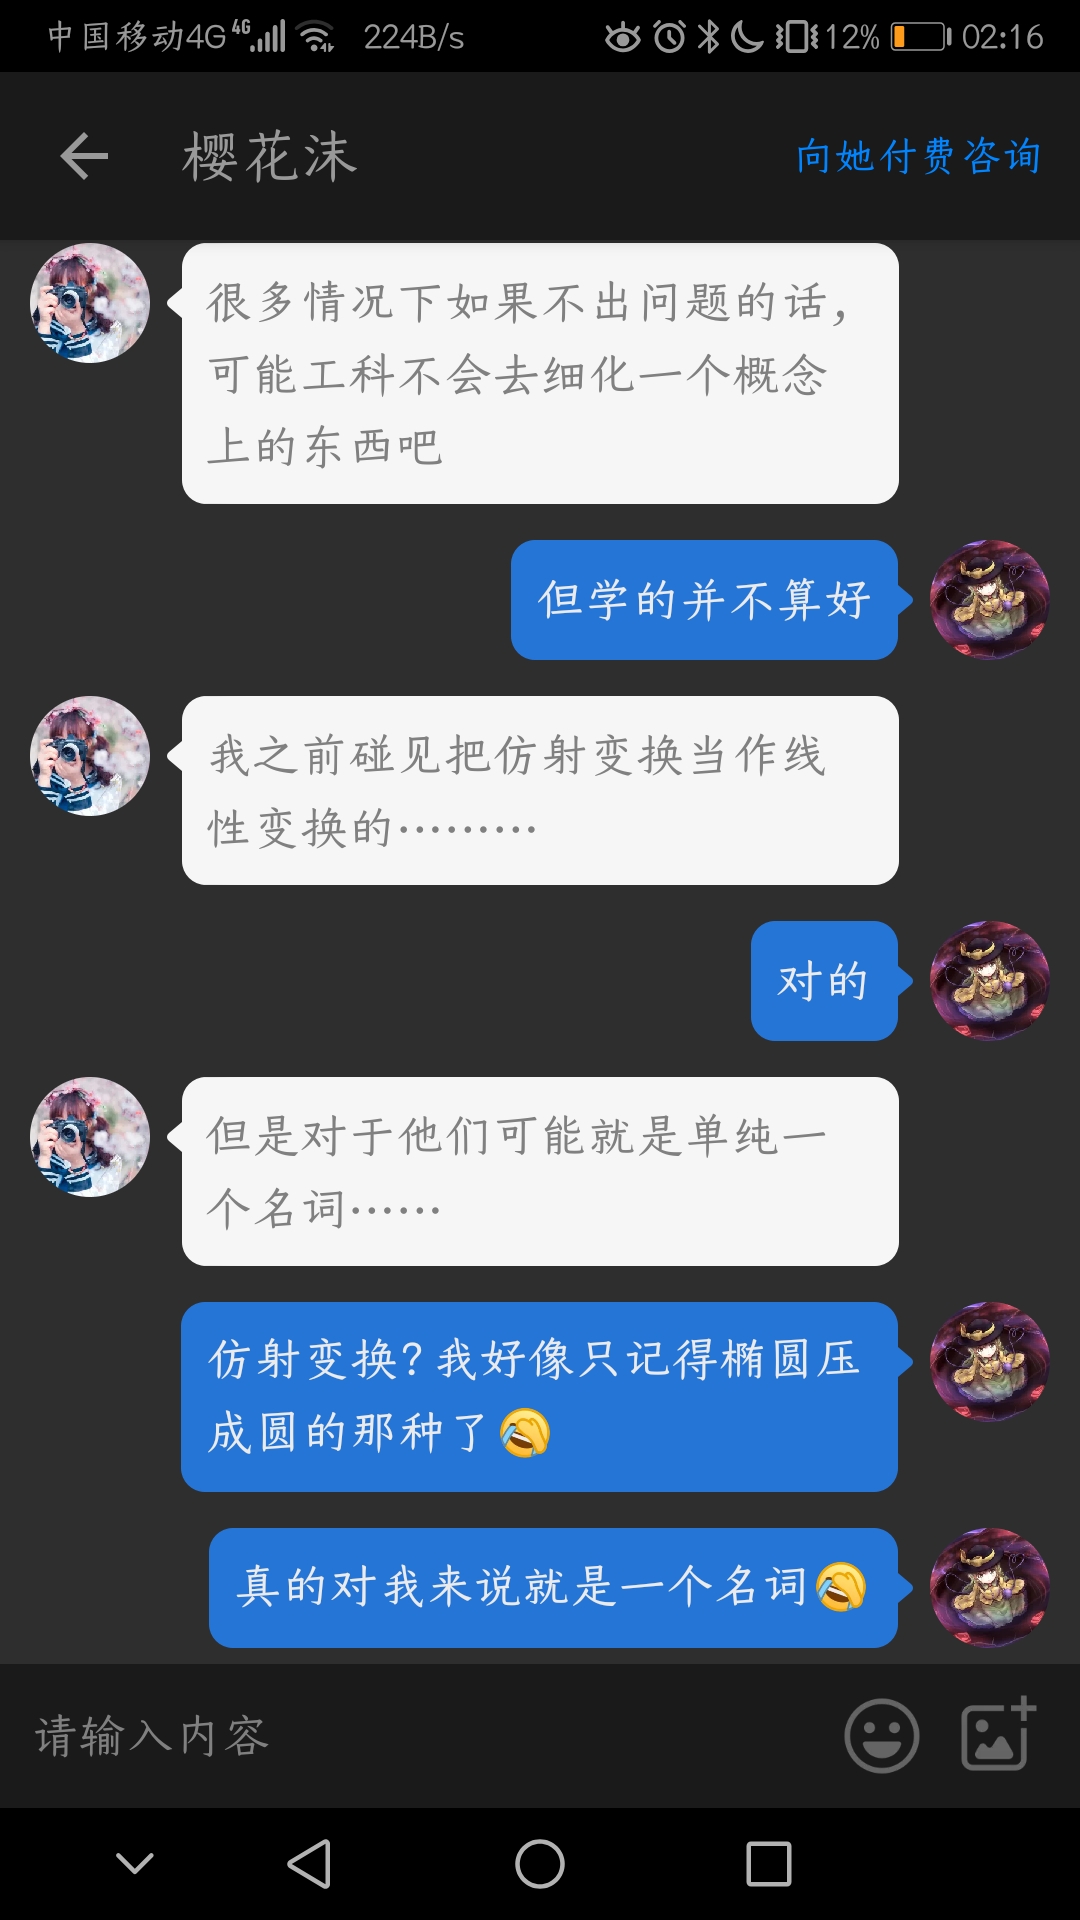 中国移动4G 4G 224B/s 12% 02:16
樱花沫 向她付费咨询
很多情况下如果不出问题的话，
可能工科不会去细化一个概念
上的东西吧
但学的并不算好
我之前碰见把仿射变换当作线
性变换的………
对的
但是对于他们可能就是单纯一
个名词……
仿射变换？我好像只记得椭圆压
成圆的那种了🤣
真的对我来说就是一个名词🤣
请输入内容